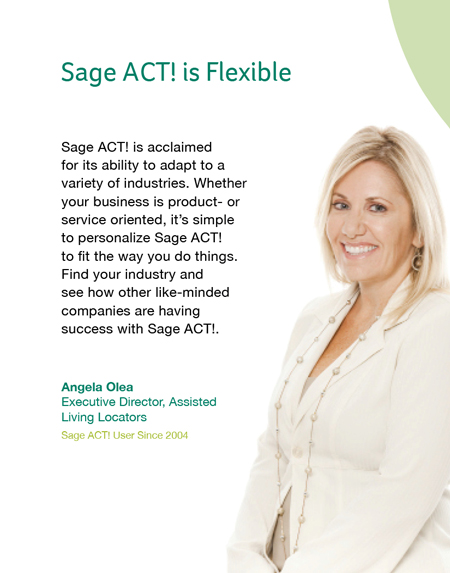 Sage ACT! is Flexible
Sage ACT! is acclaimed
for its ability to adapt to a
variety of industries. Whether
your business is product- or
service oriented, it's simple
to personalize Sage ACT!
to fit the way you do things.
Find your industry and
see how other like-minded
companies are having
success with Sage ACT!.
Angela Olea
Executive Director, Assisted
Living Locators
Sage ACT! User Since 2004